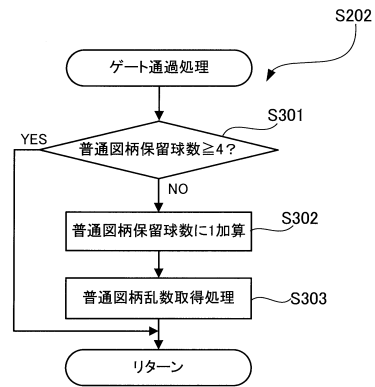 S202
ゲート通過処理
S301
YES
普通図柄保留球数≧4?
NO
S302
普通図柄保留球数に1加算
普通図柄乱数取得処理
S303
リターン